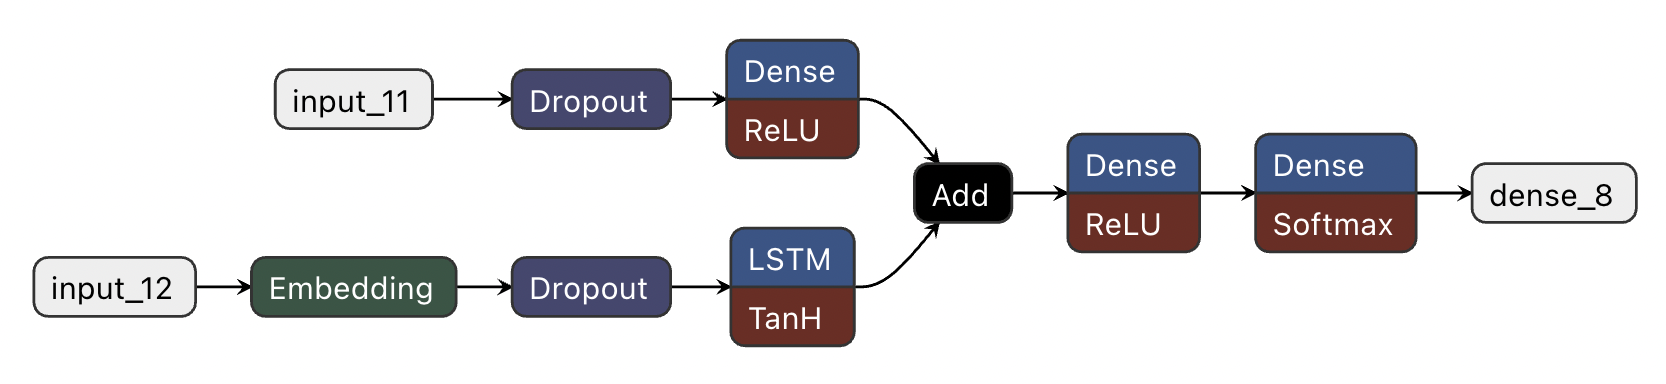 input_11
Dropout
Dense
ReLU
input_12
Embedding
Dropout
LSTM
TanH
Add
Dense
ReLU
Dense
Softmax
dense_8